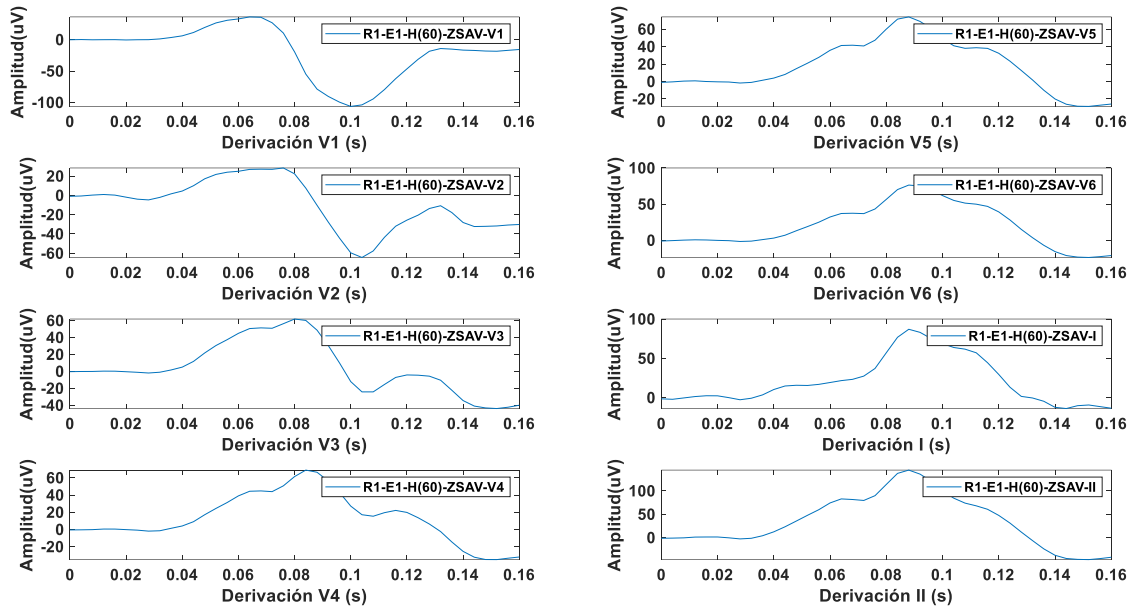 R1-E1-H(60)-ZSAV-V1
Amplitud(uV)
0
-50
-100
0 0.02 0.04 0.06 0.08 0.1 0.12 0.14 0.16
Derivación V1 (s)
R1-E1-H(60)-ZSAV-V2
Amplitud(uV)
20
0
-20
-40
-60
0 0.02 0.04 0.06 0.08 0.1 0.12 0.14 0.16
Derivación V2 (s)
R1-E1-H(60)-ZSAV-V3
Amplitud(uV)
60
40
20
0
-20
-40
0 0.02 0.04 0.06 0.08 0.1 0.12 0.14 0.16
Derivación V3 (s)
R1-E1-H(60)-ZSAV-V4
Amplitud(uV)
60
40
20
0
-20
0 0.02 0.04 0.06 0.08 0.1 0.12 0.14 0.16
Derivación V4 (s)
R1-E1-H(60)-ZSAV-V5
Amplitud(uV)
60
40
20
0
-20
0 0.02 0.04 0.06 0.08 0.1 0.12 0.14 0.16
Derivación V5 (s)
R1-E1-H(60)-ZSAV-V6
Amplitud(uV)
100
50
0
0 0.02 0.04 0.06 0.08 0.1 0.12 0.14 0.16
Derivación V6 (s)
R1-E1-H(60)-ZSAV-I
Amplitud(uV)
100
50
0
0 0.02 0.04 0.06 0.08 0.1 0.12 0.14 0.16
Derivación I (s)
R1-E1-H(60)-ZSAV-II
Amplitud(uV)
100
50
0
0 0.02 0.04 0.06 0.08 0.1 0.12 0.14 0.16
Derivación II (s)